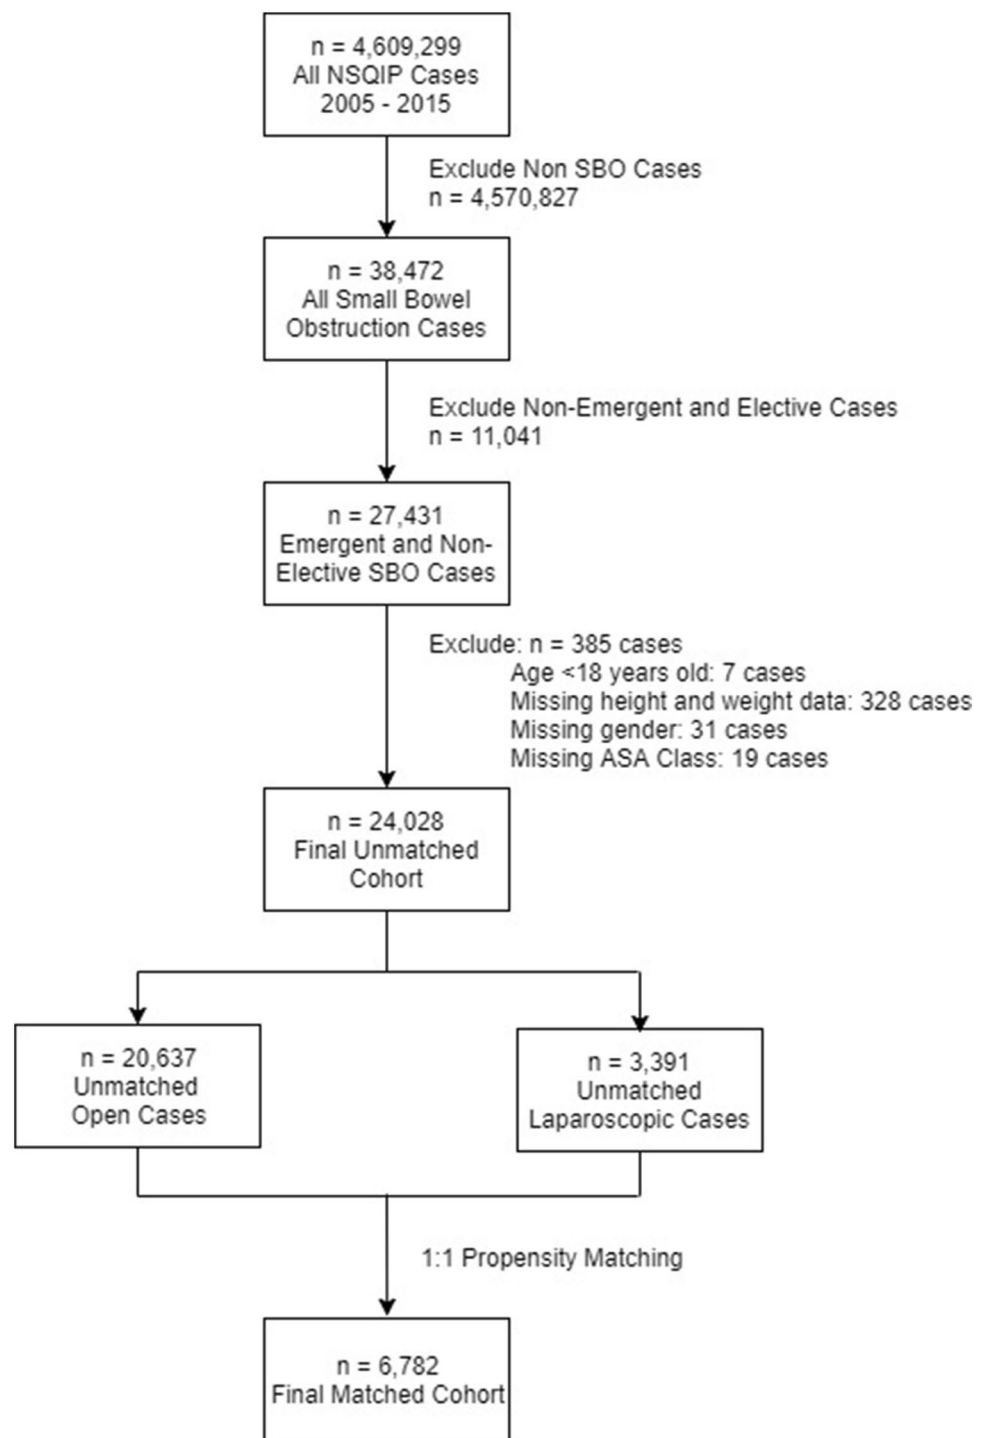 n = 4,609,299
All NSQIP Cases
2005 - 2015
Exclude Non SBO Cases
n = 4,570,827
n = 38,472
All Small Bowel
Obstruction Cases
Exclude Non-Emergent and Elective Cases
n = 11,041
n = 27,431
Emergent and Non-
Elective SBO Cases
Exclude: n = 385 cases
Age <18 years old: 7 cases
Missing height and weight data: 328 cases
Missing gender: 31 cases
Missing ASA Class: 19 cases
n = 24,028
Final Unmatched
Cohort
n = 20,637
Unmatched
Open Cases
n = 3,391
Unmatched
Laparoscopic Cases
1:1 Propensity Matching
n = 6,782
Final Matched Cohort